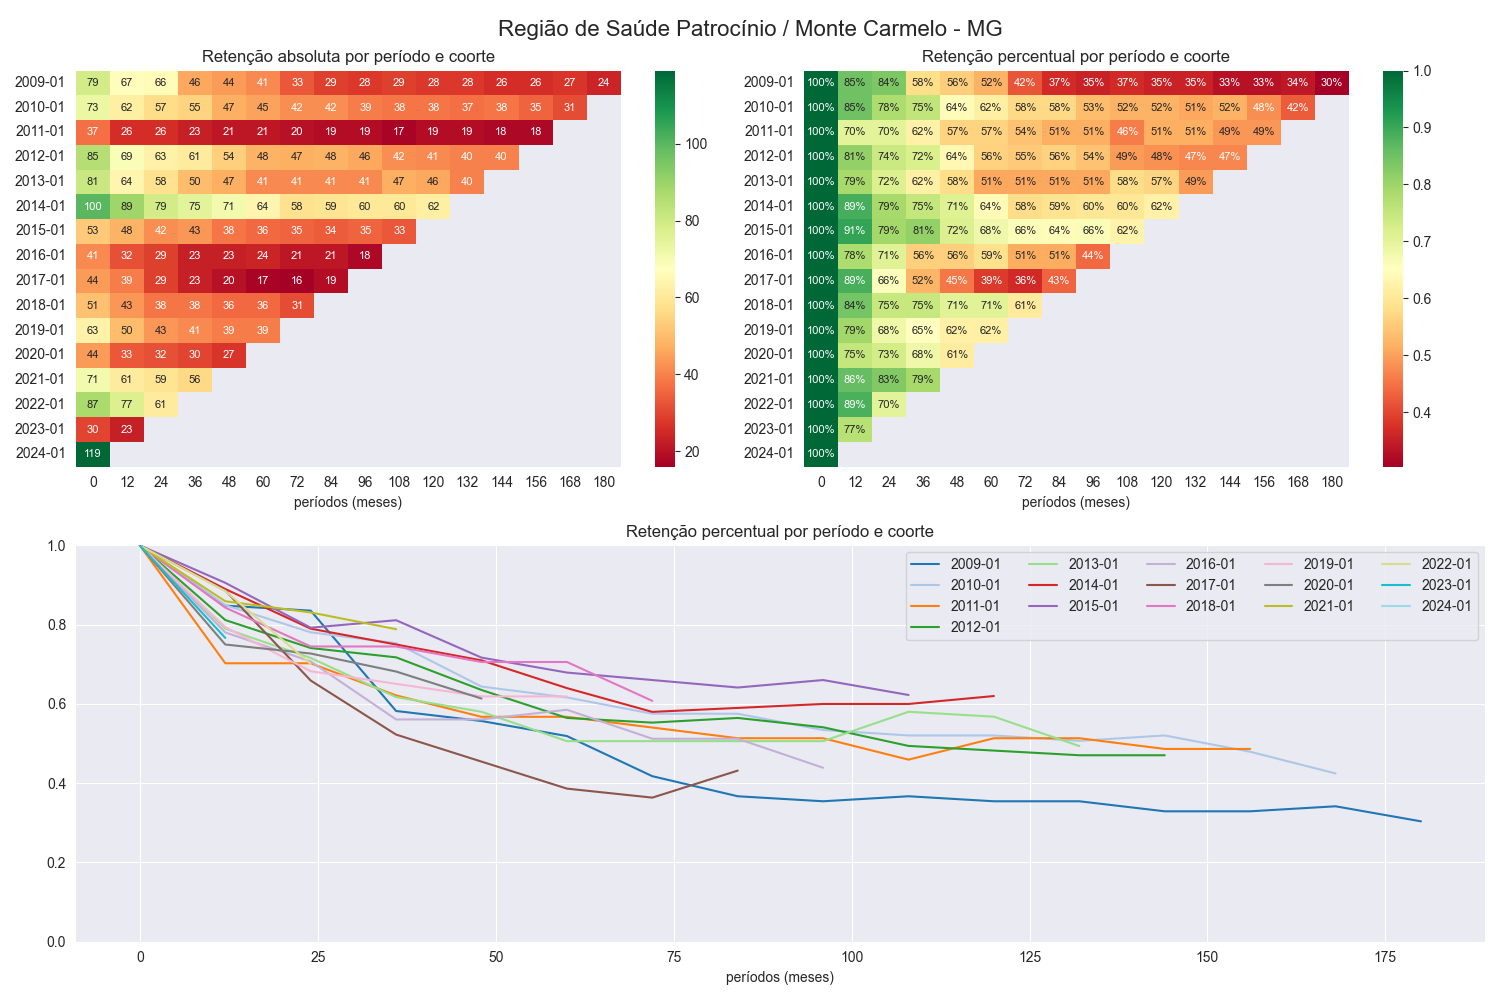 Região de Saúde Patrocínio / Monte Carmelo - MG
Retenção absoluta por período e coorte
2009-01 79 67 66 46 44 41 33 29 28 29 28 28 26 26 27 24
2010-01 73 62 57 55 47 45 42 42 39 38 38 37 38 35 31
2011-01 37 26 26 23 21 21 20 19 19 17 19 19 18 18
2012-01 85 69 63 61 54 48 47 48 46 42 41 40 40
2013-01 81 64 58 50 47 41 41 41 41 47 46 40
2014-01 100 89 79 75 71 64 58 59 60 60 62
2015-01 53 48 42 43 38 36 35 34 35 33
2016-01 41 32 29 23 23 24 21 21 18
2017-01 44 39 29 23 20 17 16 19
2018-01 51 43 38 38 36 36 31
2019-01 63 50 43 41 39 39
2020-01 44 33 32 30 27
2021-01 71 61 59 56
2022-01 87 77 61
2023-01 30 23
2024-01 119
0 12 24 36 48 60 72 84 96 108 120 132 144 156 168 180
períodos (meses)
100
80
60
40
20
Retenção percentual por período e coorte
2009-01 100% 85% 84% 58% 56% 52% 42% 37% 35% 37% 35% 35% 33% 33% 34% 30%
2010-01 100% 85% 78% 75% 64% 62% 58% 58% 53% 52% 52% 51% 52% 48% 42%
2011-01 100% 70% 70% 62% 57% 57% 54% 51% 51% 46% 51% 51% 49% 49%
2012-01 100% 81% 74% 72% 64% 56% 55% 56% 54% 49% 48% 47% 47%
2013-01 100% 79% 72% 62% 58% 51% 51% 51% 51% 58% 57% 49%
2014-01 100% 89% 79% 75% 71% 64% 58% 59% 60% 60% 62%
2015-01 100% 91% 79% 81% 72% 68% 66% 64% 66% 62%
2016-01 100% 78% 71% 56% 56% 59% 51% 51% 44%
2017-01 100% 89% 66% 52% 45% 39% 36% 43%
2018-01 100% 84% 75% 75% 71% 71% 61%
2019-01 100% 79% 68% 65% 62% 62%
2020-01 100% 75% 73% 68% 61%
2021-01 100% 86% 83% 79%
2022-01 100% 89% 70%
2023-01 100% 77%
2024-01 100%
0 12 24 36 48 60 72 84 96 108 120 132 144 156 168 180
períodos (meses)
1.0
0.9
0.8
0.7
0.6
0.5
0.4
Retenção percentual por período e coorte
1.0
0.8
0.6
0.4
0.2
0.0
2009-01 2013-01 2016-01 2019-01 2022-01
2010-01 2014-01 2017-01 2020-01 2023-01
2011-01 2015-01 2018-01 2021-01 2024-01
2012-01
0 25 50 75 100 125 150 175
períodos (meses)